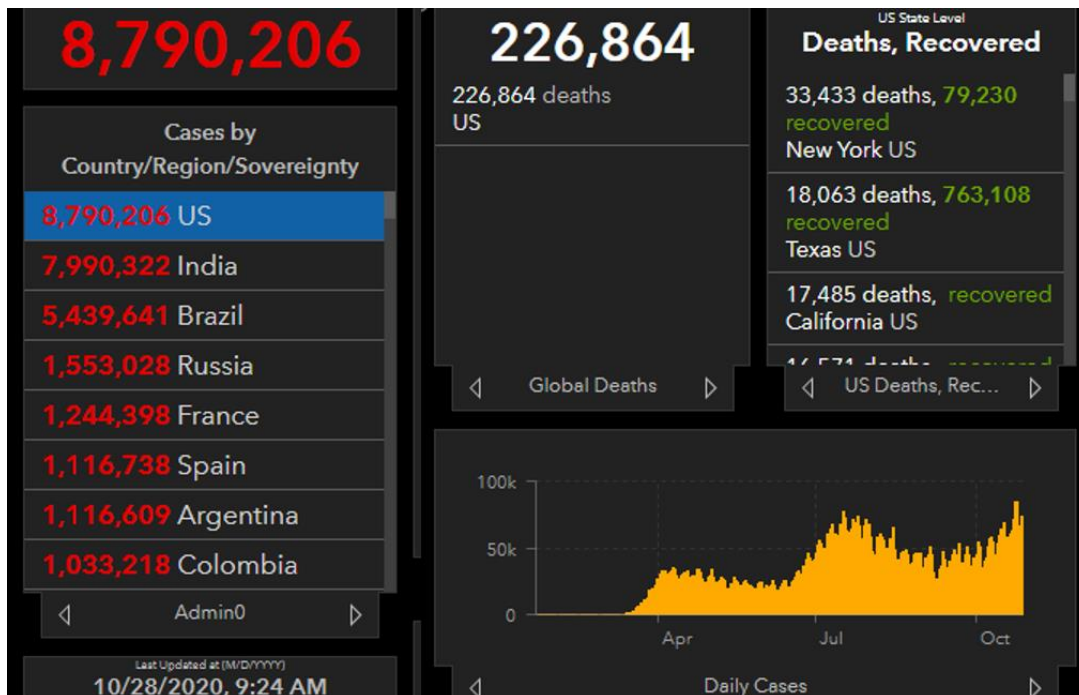 8,790,206
Cases by
Country/Region/Sovereignty
8,790,206 US
7,990,322 India
5,439,641 Brazil
1,553,028 Russia
1,244,398 France
1,116,738 Spain
1,116,609 Argentina
1,033,218 Colombia
Admin0
Last Updated at (M/D/YYYY)
10/28/2020, 9:24 AM
226,864
226,864 deaths
US
Global Deaths
US State Level
Deaths, Recovered
33,433 deaths, 79,230
recovered
New York US
18,063 deaths, 763,108
recovered
Texas US
17,485 deaths, recovered
California US
16,571 deaths, recovered
US Deaths, Rec...
100k
50k
0
Apr Jul Oct
Daily Cases